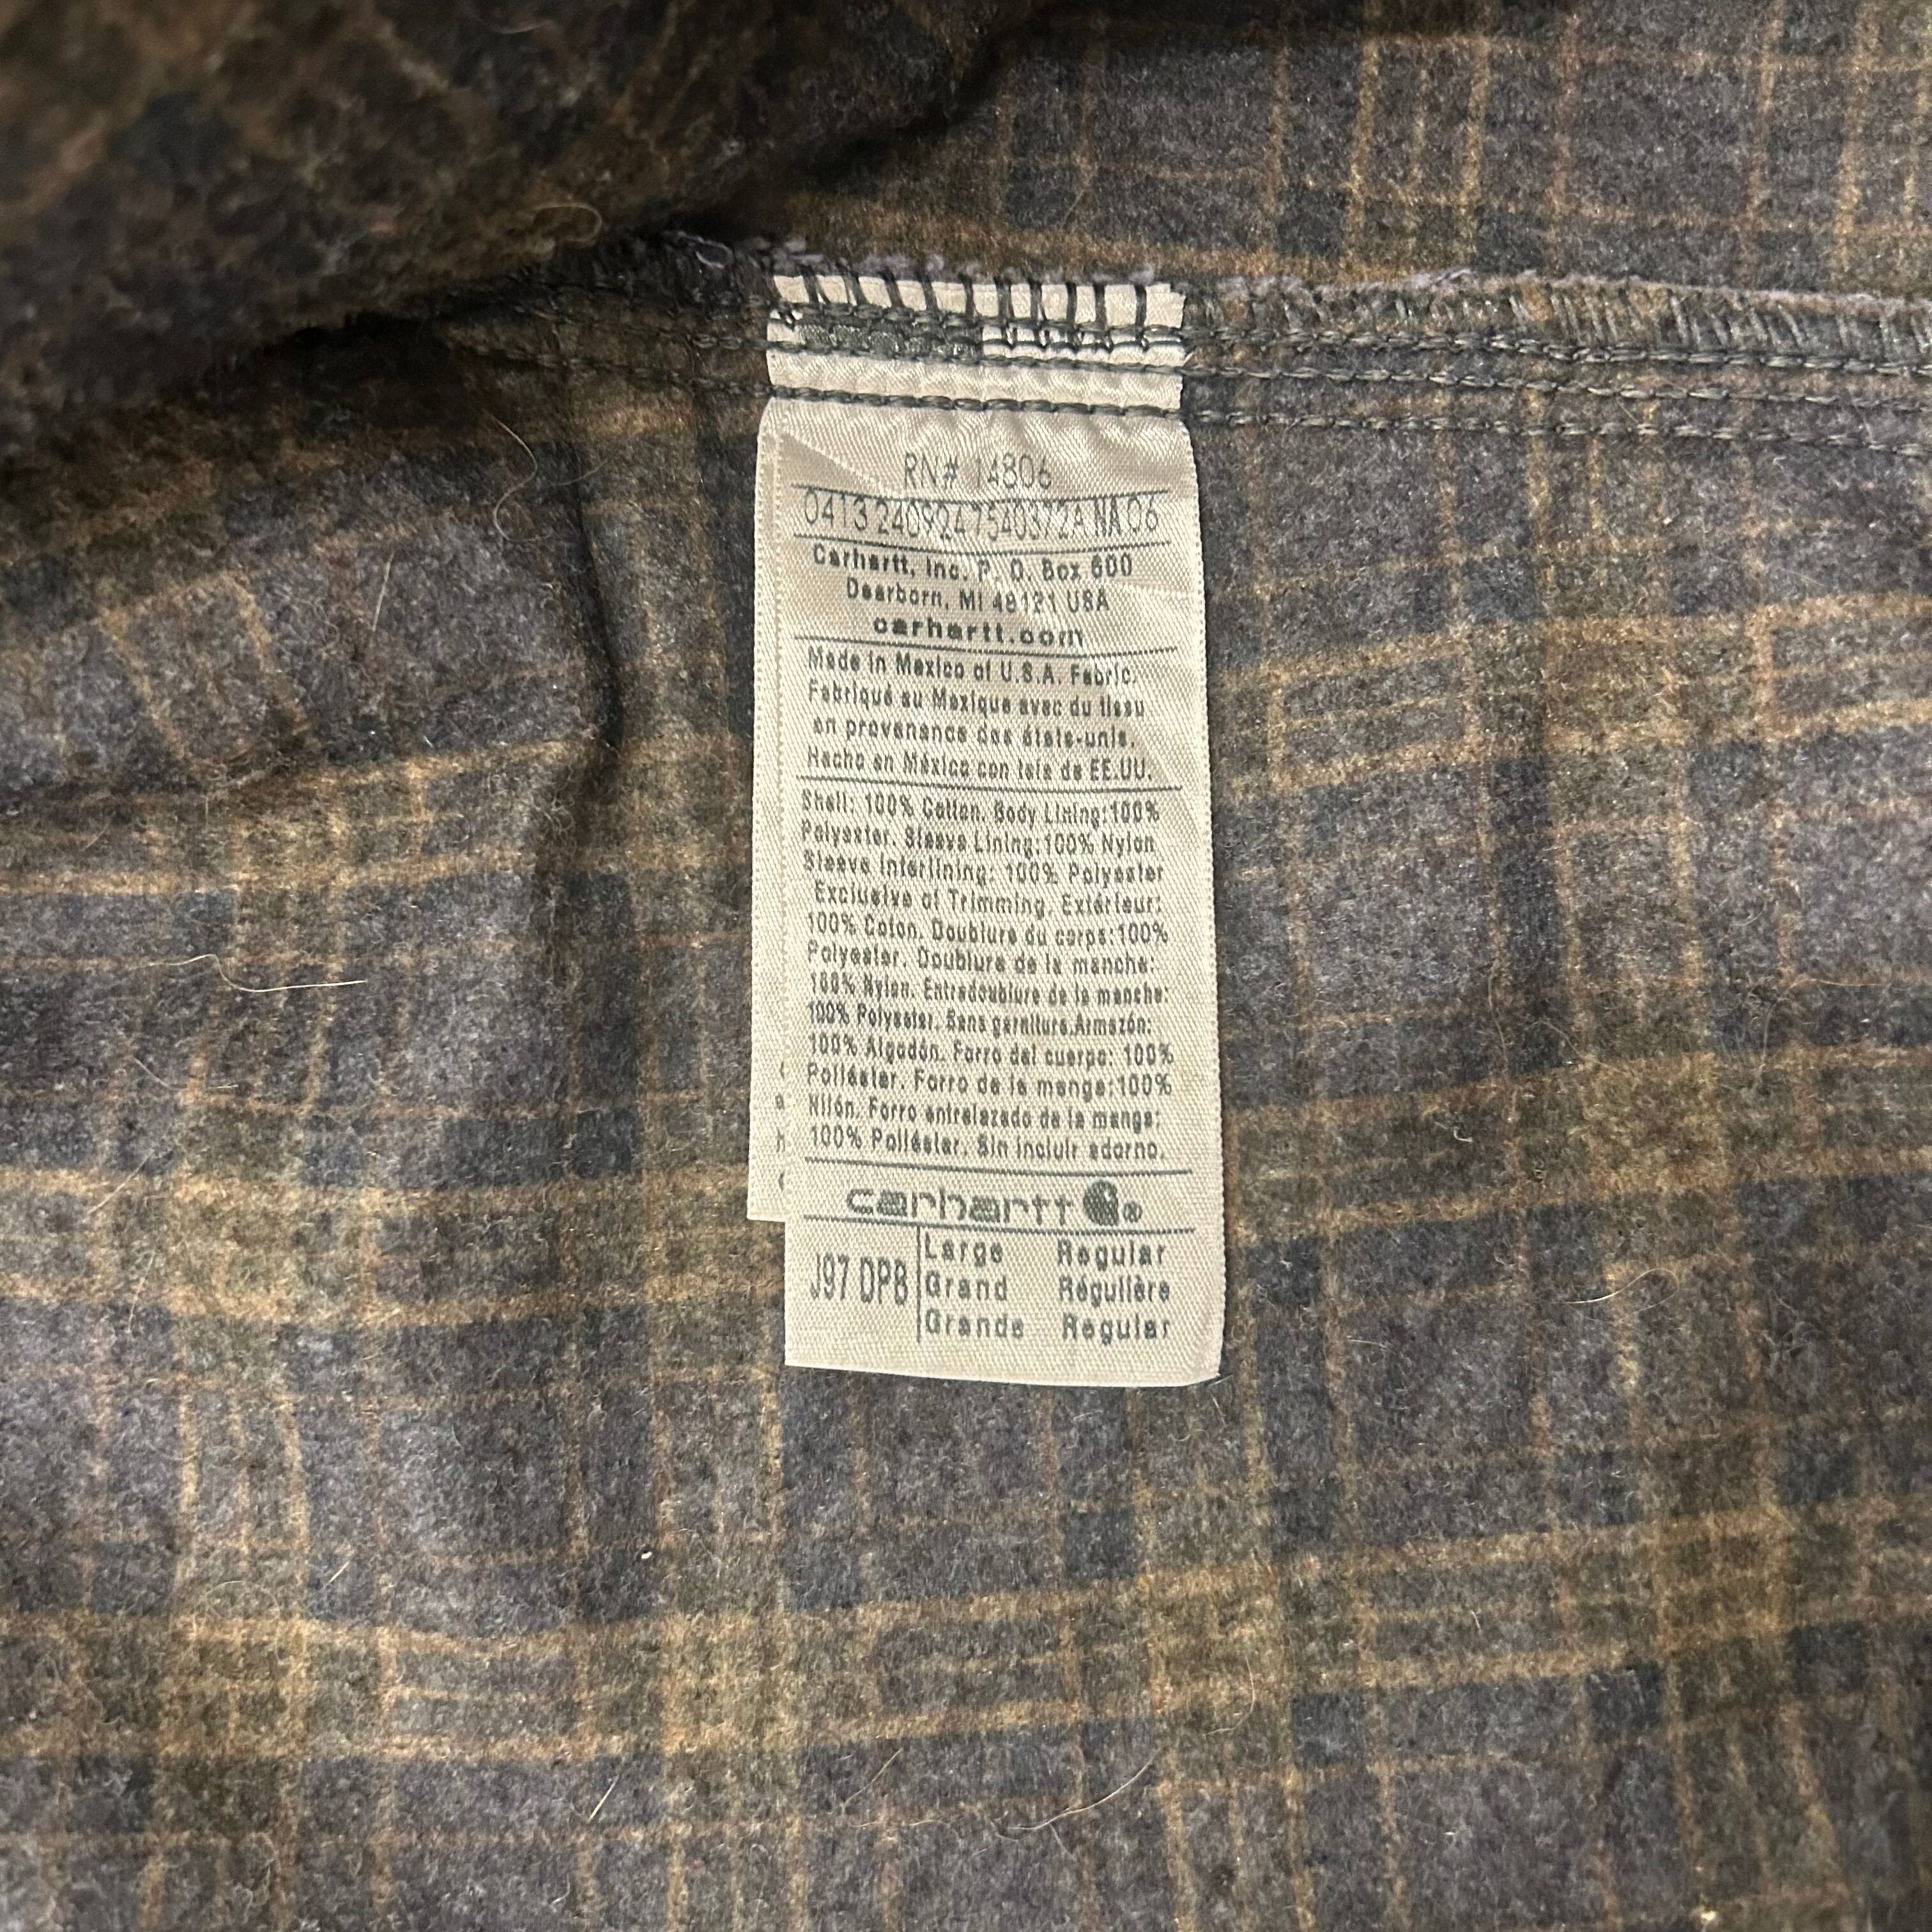 RN# 14806
0413 240924 7540372A NA 06
Carhartt, Inc. P. O. Box 600
Dearborn, MI 48121 USA
carhartt.com
Made in Mexico of U.S.A. Fabric.
Fabriqué au Mexique avec du tissu
en provenance des états-unis.
Hecho en México con tela de EE.UU.
Shell: 100% Cotton. Body Lining:100%
Polyester. Sleeve Lining:100% Nylon
Sleeve Interlining: 100% Polyester
Exclusive of Trimming. Extérieur:
100% Coton. Doublure du corps:100%
Polyester. Doublure de la manche:
100% Nylon. Entredoublure de la manche:
100% Polyester. Sans garniture.Armazón:
100% Algodón. Forro del cuerpo: 100%
Poliéster. Forro de la manga:100%
Nilón. Forro entrelazado de la manga:
100% Poliéster. Sin incluir adorno.
carhartt®
J97 DPB
Large Regular
Grand Régulière
Grande Regular